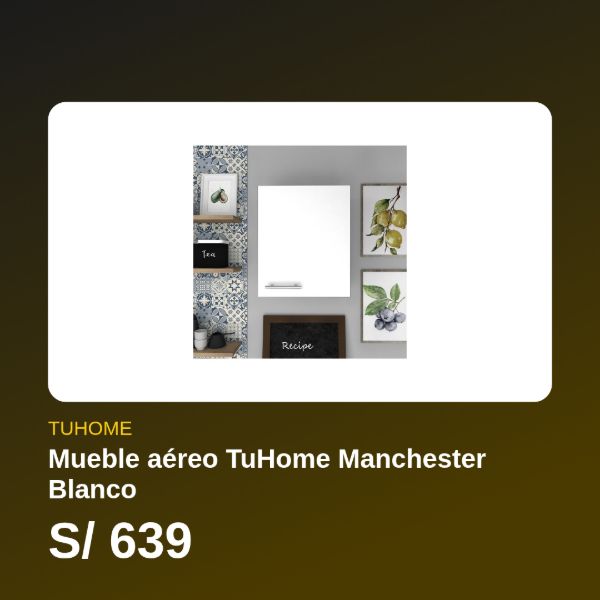 Tea
Recipe
TUHOME
Mueble aéreo TuHome Manchester
Blanco
S/ 639